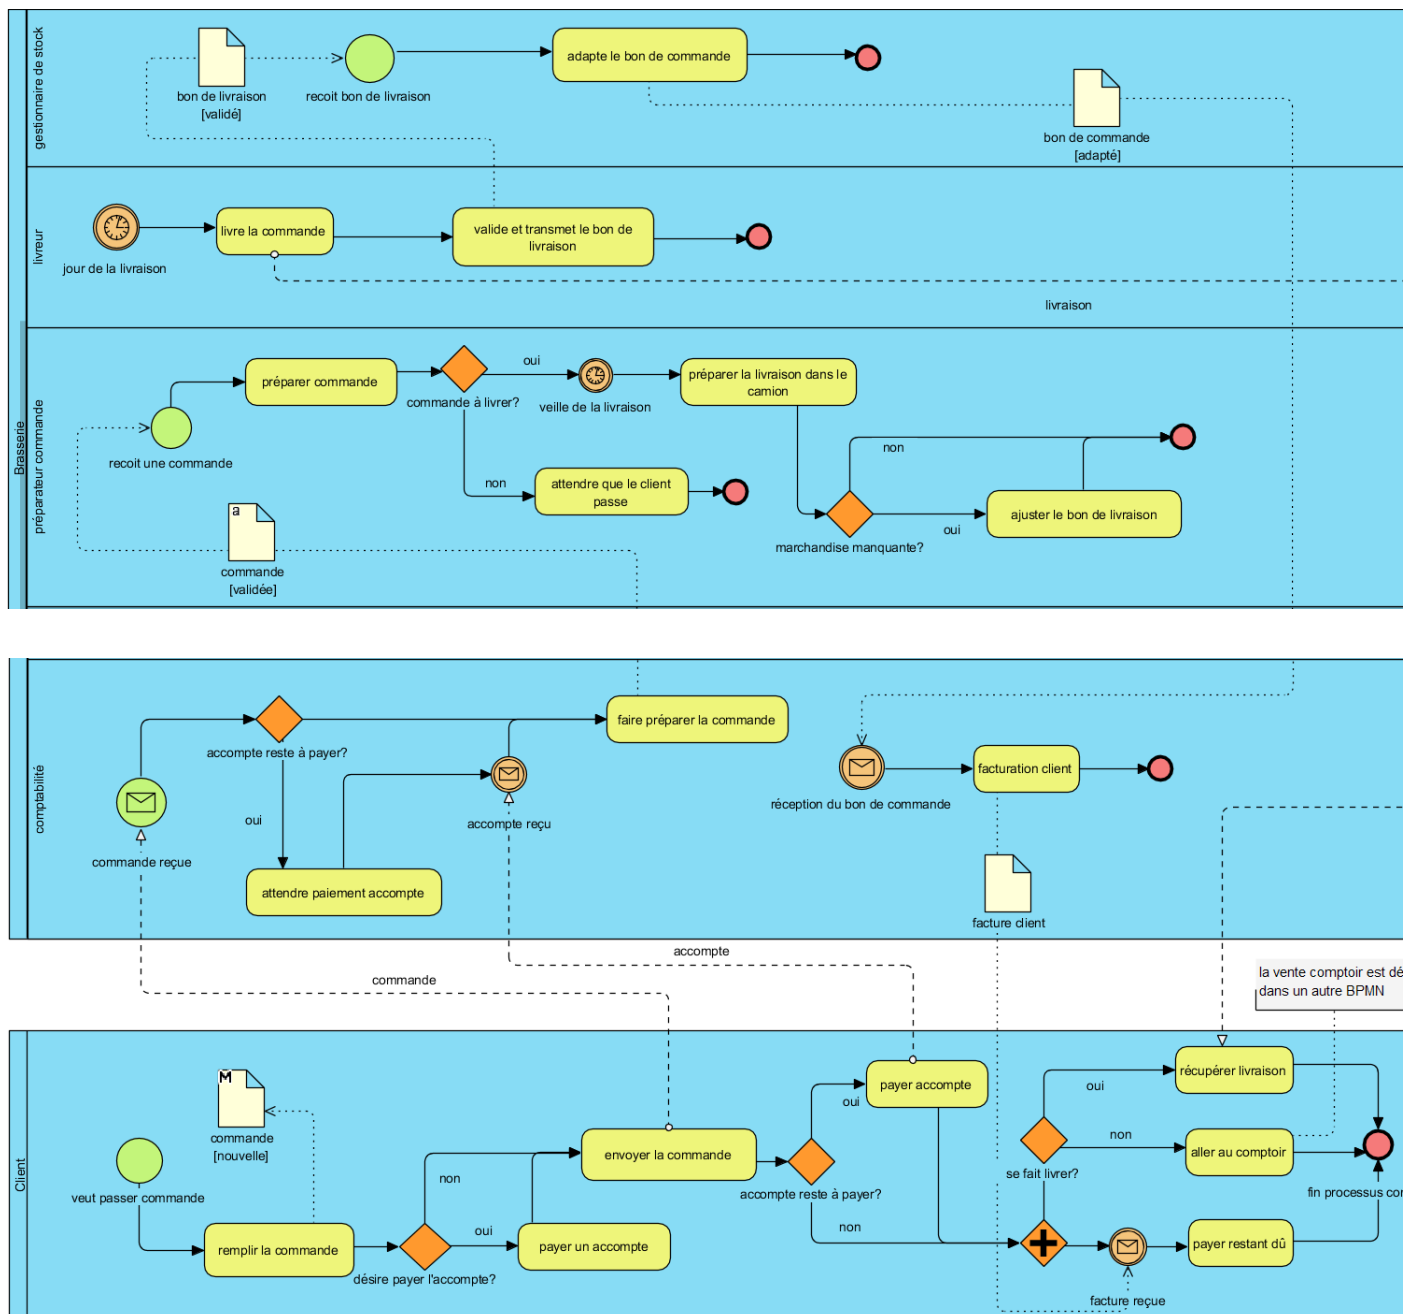 Brasserie
gestionnaire de stock
bon de livraison
[validé]
recoit bon de livraison
adapte le bon de commande
bon de commande
[adapté]
livreur
jour de la livraison
livre la commande
valide et transmet le bon de
livraison
livraison
préparateur commande
recoit une commande
préparer commande
commande à livrer?
oui
veille de la livraison
préparer la livraison dans le
camion
non
attendre que le client
passe
non
marchandise manquante?
oui
ajuster le bon de livraison
a
commande
[validée]
comptabilité
commande reçue
accompte reste à payer?
oui
attendre paiement accompte
accompte reçu
faire préparer la commande
réception du bon de commande
facturation client
facture client
accompte
commande
la vente comptoir est dé
dans un autre BPMN
Client
veut passer commande
M
commande
[nouvelle]
remplir la commande
désire payer l'accompte?
non
oui
payer un accompte
envoyer la commande
accompte reste à payer?
oui
non
payer accompte
se fait livrer?
oui
non
récupérer livraison
aller au comptoir
fin processus con
facture reçue
payer restant dû